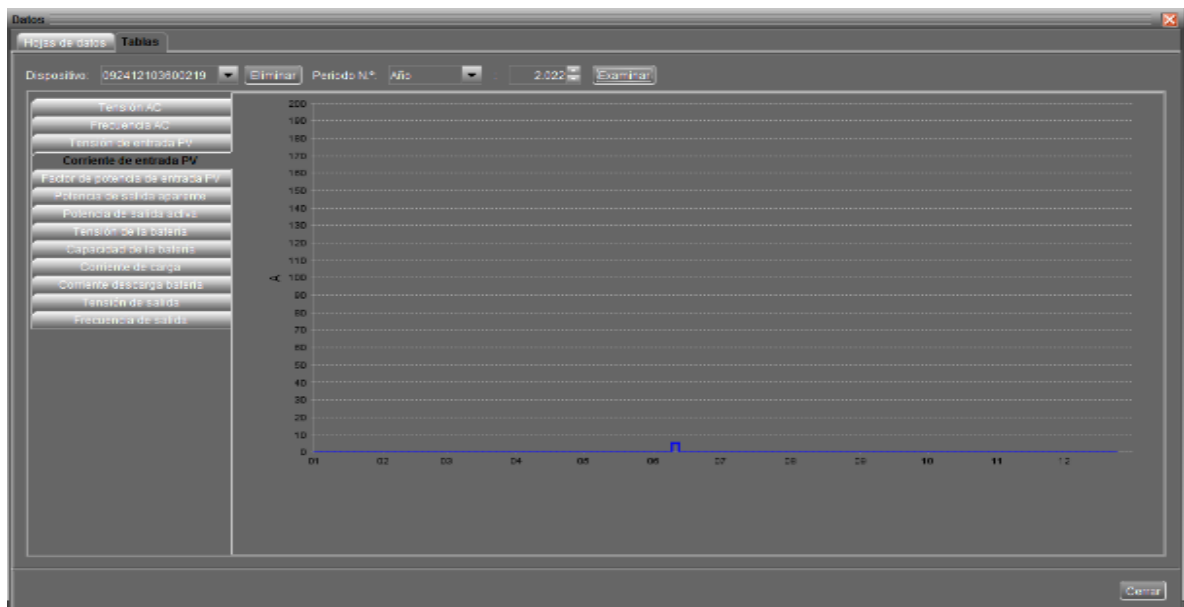 Datos
Hojas de datos Tablas
Dispositivo: 092412103600219 Eliminar Periodo N.º: Año : 2.022 Examinar
Tensión AC
Frecuencia AC
Tensión de entrada PV
Corriente de entrada PV
Factor de potencia de entrada PV
Potencia de salida aparente
Potencia de salida activa
Tensión de la batería
Capacidad de la batería
Corriente de carga
Corriente descarga batería
Tensión de salida
Frecuencia de salida
200
190
180
170
160
150
140
130
120
110
100
90
80
70
60
50
40
30
20
10
0
A
01 02 03 04 05 06 07 08 09 10 11 12
Cerrar